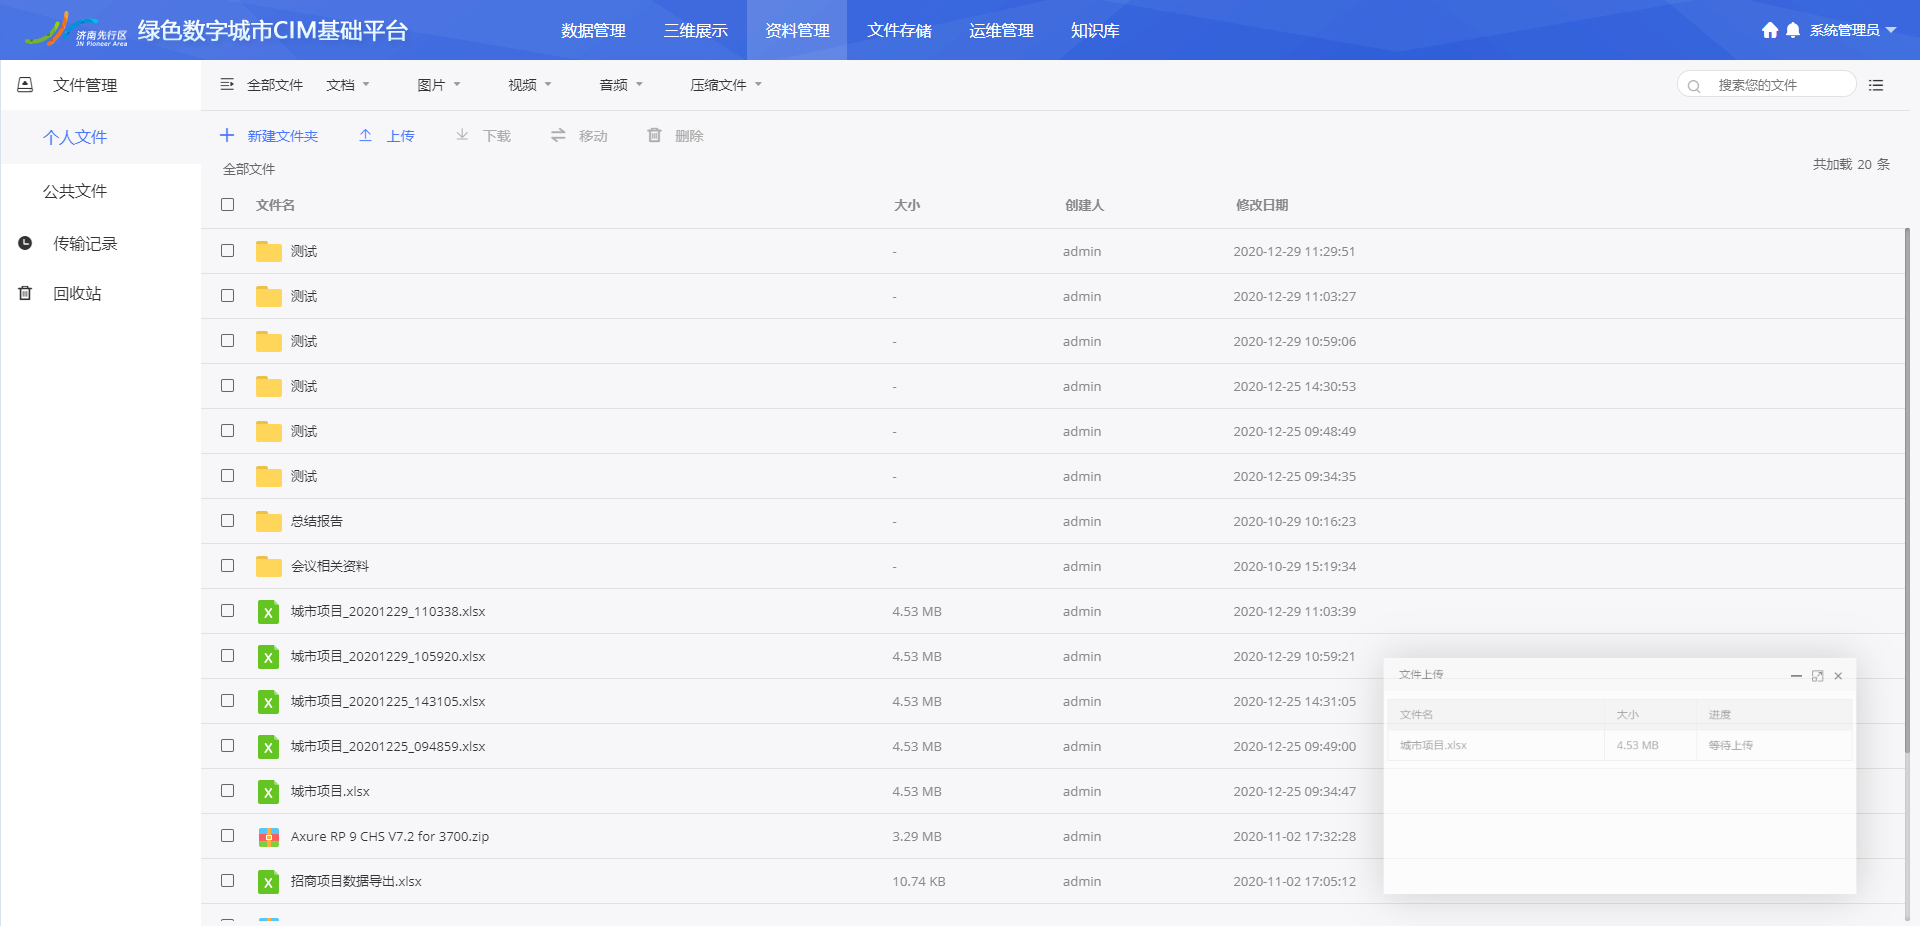 济南先行区
JN Pioneer Area
绿色数字城市CIM基础平台
数据管理 三维展示 资料管理 文件存储 运维管理 知识库
系统管理员
文件管理
个人文件
公共文件
传输记录
回收站
全部文件 文档 图片 视频 音频 压缩文件
搜索您的文件
新建文件夹 上传 下载 移动 删除
全部文件
共加载 20 条
文件名 大小 创建人 修改日期
测试 - admin 2020-12-29 11:29:51
测试 - admin 2020-12-29 11:03:27
测试 - admin 2020-12-29 10:59:06
测试 - admin 2020-12-25 14:30:53
测试 - admin 2020-12-25 09:48:49
测试 - admin 2020-12-25 09:34:35
总结报告 - admin 2020-10-29 10:16:23
会议相关资料 - admin 2020-10-29 15:19:34
城市项目_20201229_110338.xlsx 4.53 MB admin 2020-12-29 11:03:39
城市项目_20201229_105920.xlsx 4.53 MB admin 2020-12-29 10:59:21
城市项目_20201225_143105.xlsx 4.53 MB admin 2020-12-25 14:31:05
城市项目_20201225_094859.xlsx 4.53 MB admin 2020-12-25 09:49:00
城市项目.xlsx 4.53 MB admin 2020-12-25 09:34:47
Axure RP 9 CHS V7.2 for 3700.zip 3.29 MB admin 2020-11-02 17:32:28
招商项目数据导出.xlsx 10.74 KB admin 2020-11-02 17:05:12
文件上传
文件名 大小 进度
城市项目.xlsx 4.53 MB 等待上传